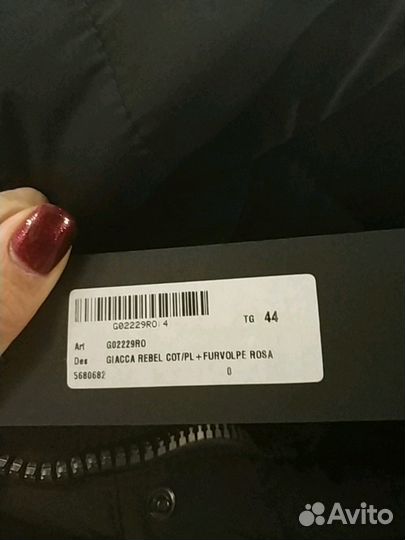 G02229RO 4
TG 44
Art G02229RO
Des GIACCA REBEL COT/PL+FURVOLPE ROSA
5680682 0
Avito